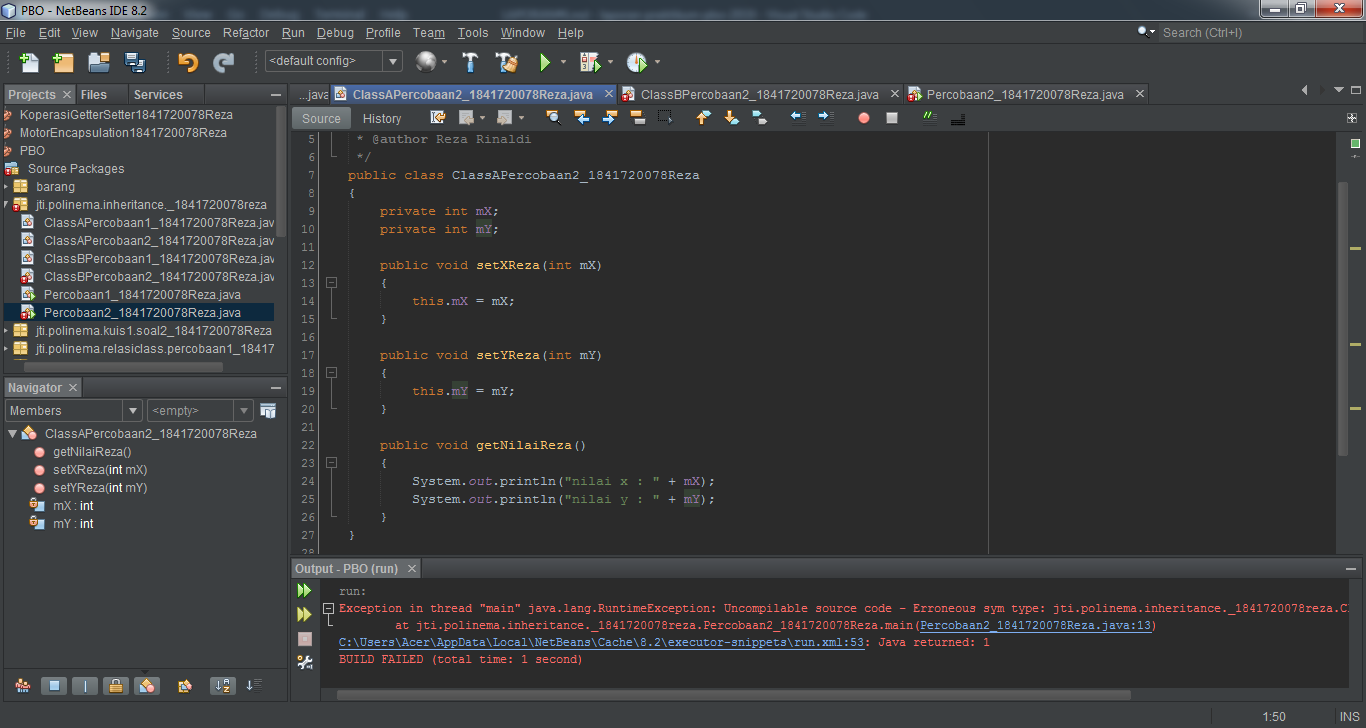 PBO - NetBeans IDE 8.2
File Edit View Navigate Source Refactor Run Debug Profile Team Tools Window Help
Search (Ctrl+I)
<default config>
Projects Files Services
...java ClassAPercobaan2_1841720078Reza.java ClassBPercobaan2_1841720078Reza.java Percobaan2_1841720078Reza.java
Source History
KoperasiGetterSetter1841720078Reza
MotorEncapsulation1841720078Reza
PBO
Source Packages
barang
jti.polinema.inheritance._1841720078reza
ClassAPercobaan1_1841720078Reza.jav
ClassAPercobaan2_1841720078Reza.jav
ClassBPercobaan1_1841720078Reza.jav
ClassBPercobaan2_1841720078Reza.jav
Percobaan1_1841720078Reza.java
Percobaan2_1841720078Reza.java
jti.polinema.kuis1.soal2_1841720078Reza
jti.polinema.relasiclass.percobaan1_18417
Navigator
Members <empty>
ClassAPercobaan2_1841720078Reza
getNilaiReza()
setXReza(int mX)
setYReza(int mY)
mX : int
mY : int
5 * @author Reza Rinaldi
6 */
7 public class ClassAPercobaan2_1841720078Reza
8 {
9 private int mX;
10 private int mY;
11
12 public void setXReza(int mX)
13 {
14 this.mX = mX;
15 }
16
17 public void setYReza(int mY)
18 {
19 this.mY = mY;
20 }
21
22 public void getNilaiReza()
23 {
24 System.out.println("nilai x : " + mX);
25 System.out.println("nilai y : " + mY);
26 }
27 }
28
Output - PBO (run)
run:
Exception in thread "main" java.lang.RuntimeException: Uncompilable source code - Erroneous sym type: jti.polinema.inheritance._1841720078reza.Cl
at jti.polinema.inheritance._1841720078reza.Percobaan2_1841720078Reza.main(Percobaan2_1841720078Reza.java:13)
C:\Users\Acer\AppData\Local\NetBeans\Cache\8.2\executor-snippets\run.xml:53: Java returned: 1
BUILD FAILED (total time: 1 second)
1:50 INS